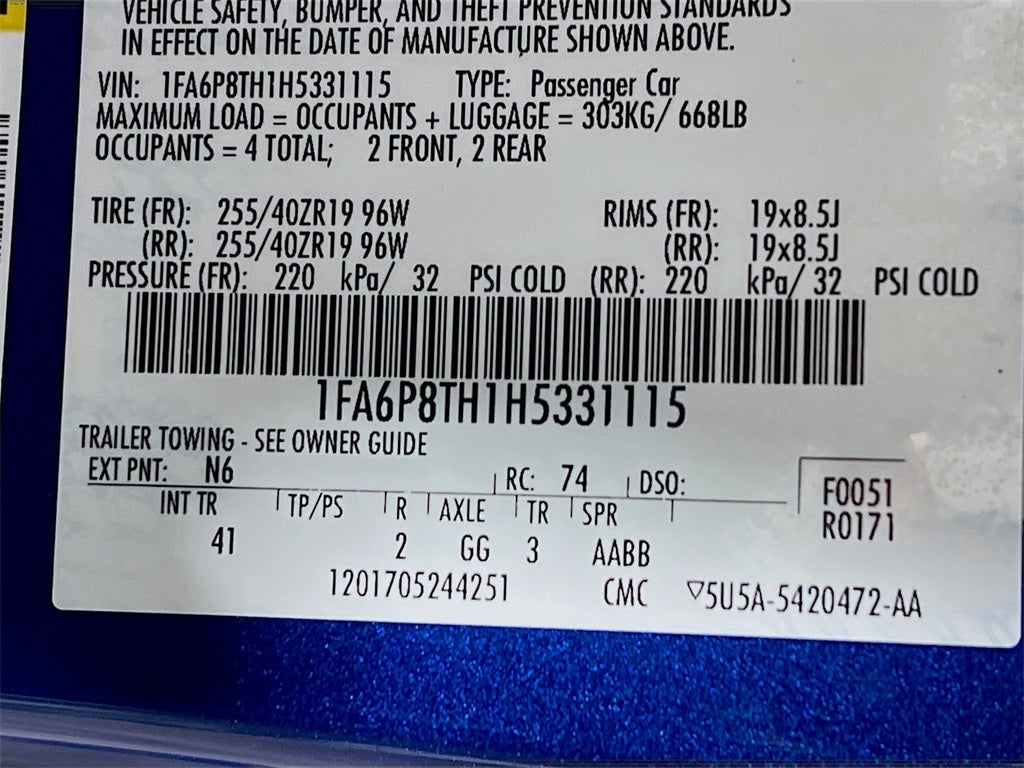 VEHICLE SAFETY, BUMPER, AND THEFT PREVENTION STANDARDS
IN EFFECT ON THE DATE OF MANUFACTURE SHOWN ABOVE.
VIN: 1FA6P8TH1H5331115 TYPE: Passenger Car
MAXIMUM LOAD = OCCUPANTS + LUGGAGE = 303KG/ 668LB
OCCUPANTS = 4 TOTAL; 2 FRONT, 2 REAR
TIRE (FR): 255/40ZR19 96W RIMS (FR): 19x8.5J
(RR): 255/40ZR19 96W (RR): 19x8.5J
PRESSURE (FR): 220 kPa/ 32 PSI COLD (RR): 220 kPa/ 32 PSI COLD
1FA6P8TH1H5331115
TRAILER TOWING - SEE OWNER GUIDE
EXT PNT: N6 RC: 74 DSO:
INT TR TP/PS R AXLE TR SPR
41 2 GG 3 AABB
F0051
R0171
1201705244251 CMC ▽5U5A-5420472-AA